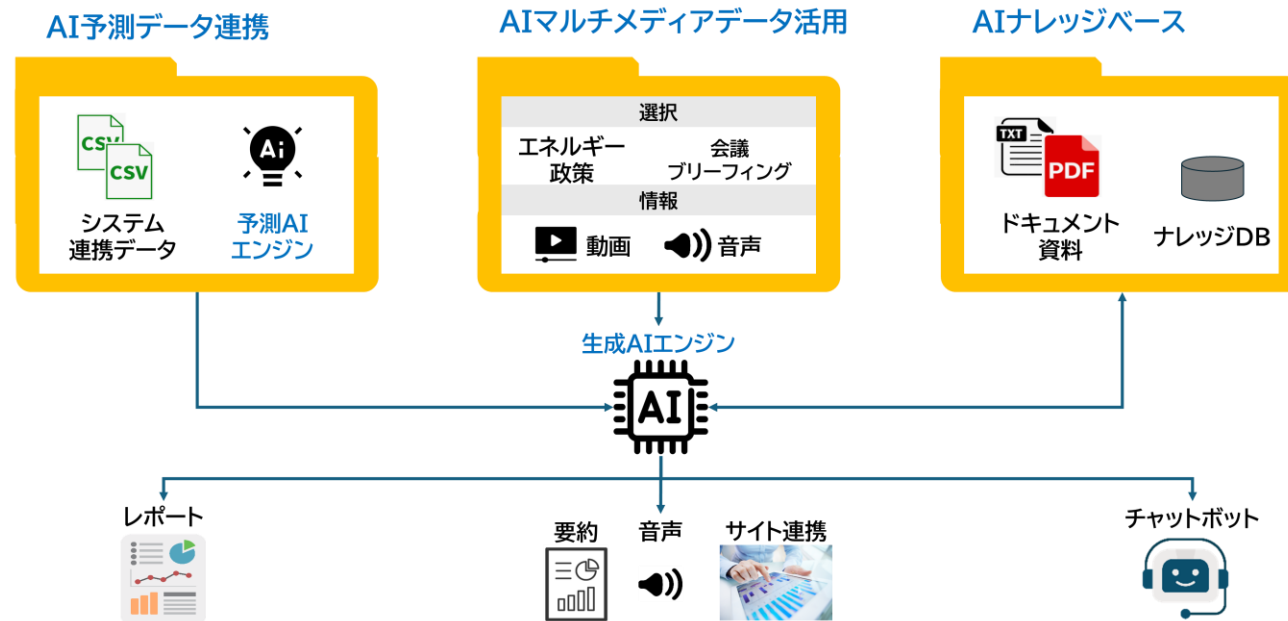 AI予測データ連携
AIマルチメディアデータ活用
AIナレッジベース
CSV
CSV
Ai
システム
連携データ
予測AI
エンジン
選択
エネルギー
政策
会議
ブリーフィング
情報
動画
音声
TXT
PDF
ドキュメント
資料
ナレッジDB
生成AIエンジン
AI
レポート
要約
音声
サイト連携
チャットボット